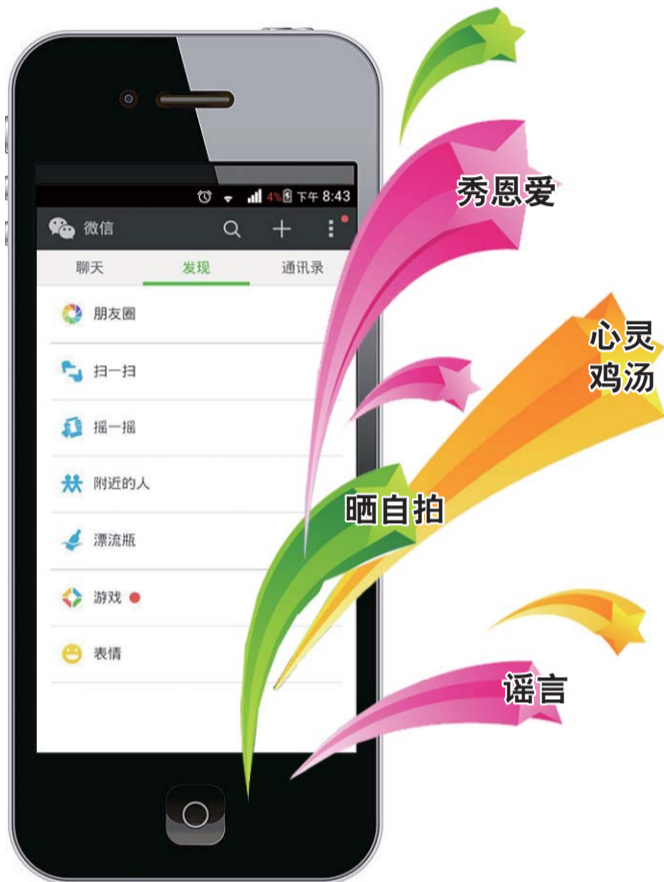 4% 下午 8:43
微信
聊天 发现 通讯录
朋友圈
扫一扫
摇一摇
附近的人
漂流瓶
游戏
表情
秀恩爱
心灵
鸡汤
晒自拍
谣言